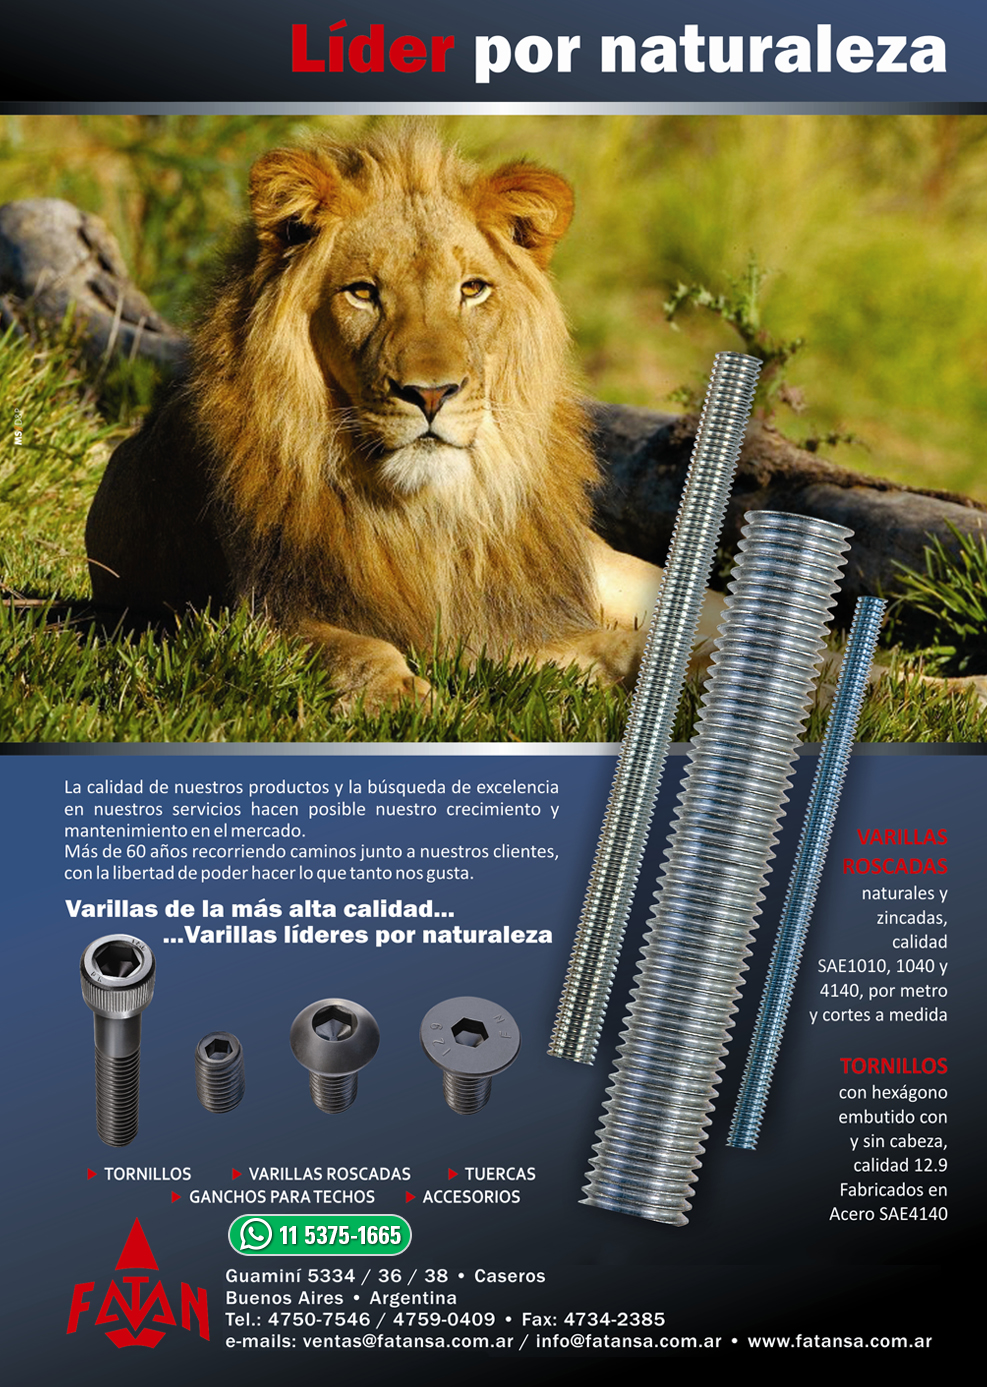 Líder por naturaleza
La calidad de nuestros productos y la búsqueda de excelencia
en nuestros servicios hacen posible nuestro crecimiento y
mantenimiento en el mercado.
Más de 60 años recorriendo caminos junto a nuestros clientes,
con la libertad de poder hacer lo que tanto nos gusta.
Varillas de la más alta calidad...
...Varillas líderes por naturaleza
VARILLAS
ROSCADAS
naturales y
zincadas,
calidad
SAE1010, 1040 y
4140, por metro
y cortes a medida
TORNILLOS
con hexágono
embutido con
y sin cabeza,
calidad 12.9
Fabricados en
Acero SAE4140
TORNILLOS VARILLAS ROSCADAS TUERCAS
GANCHOS PARA TECHOS ACCESORIOS
11 5375-1665
FATAN
Guaminí 5334 / 36 / 38 • Caseros
Buenos Aires • Argentina
Tel.: 4750-7546 / 4759-0409 • Fax: 4734-2385
e-mails: ventas@fatansa.com.ar / info@fatansa.com.ar • www.fatansa.com.ar
MS